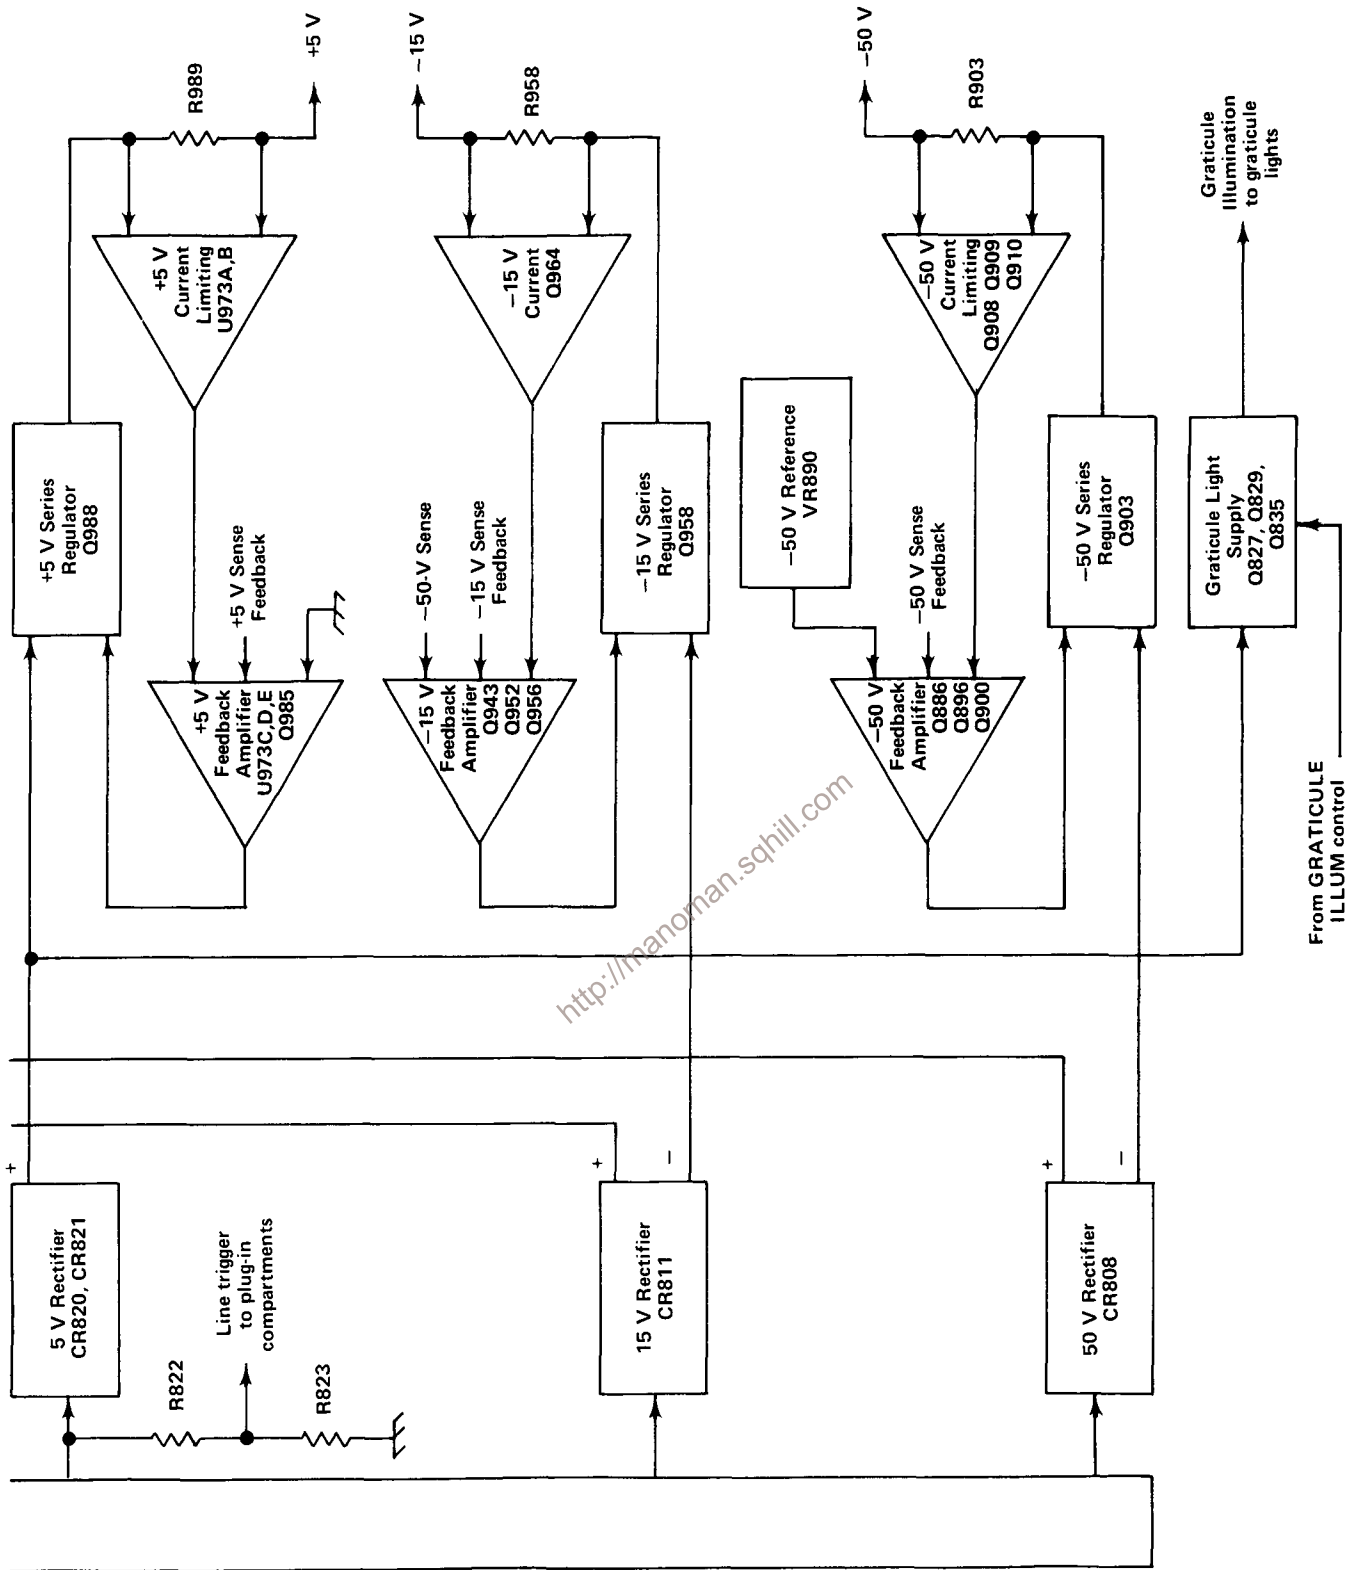 +5 V
R989
+5 V
Current
Limiting
U973A,B
+5 V Series
Regulator
Q988
+5 V Sense
Feedback
+5 V
Feedback
Amplifier
U973C,D,E
Q985
+
5 V Rectifier
CR820, CR821
R822
Line trigger
to plug-in
compartments
R823
−15 V
R958
−15 V
Current
Q964
−50-V Sense
−15 V Sense
Feedback
−15 V
Feedback
Amplifier
Q943
Q952
Q956
−15 V Series
Regulator
Q958
+
−
15 V Rectifier
CR811
−50 V
R903
−50 V
Current
Limiting
Q908 Q909
Q910
−50 V Reference
VR890
−50 V Sense
Feedback
−50 V
Feedback
Amplifier
Q886
Q896
Q900
−50 V Series
Regulator
Q903
+
−
50 V Rectifier
CR808
Graticule
Illumination
to graticule
lights
Graticule Light
Supply
Q827, Q829,
Q835
From GRATICULE
ILLUM control
http://manoman.sqhill.com